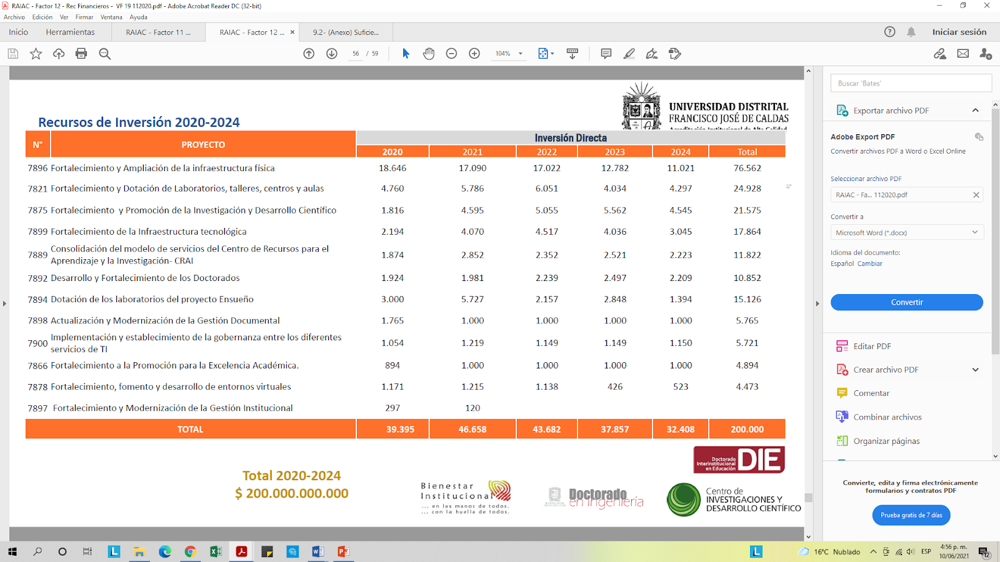 RAIAC - Factor 12 - Rec Financieros -  VF 19 112020.pdf - Adobe Acrobat Reader DC (32-bit)
Archivo Edición Ver Firmar Ventana Ayuda
Inicio Herramientas RAIAC - Factor 11 ... RAIAC - Factor 12 ... × 9.2- (Anexo) Suficie... Iniciar sesión
56 / 59 104%
UNIVERSIDAD DISTRITAL
FRANCISCO JOSÉ DE CALDAS
Acreditación Institucional de Alta Calidad
Recursos de Inversión 2020-2024
N° PROYECTO Inversión Directa
2020 2021 2022 2023 2024 Total
7896 Fortalecimiento y Ampliación de la infraestructura física 18.646 17.090 17.022 12.782 11.021 76.562
7821 Fortalecimiento y Dotación de Laboratorios, talleres, centros y aulas 4.760 5.786 6.051 4.034 4.297 24.928
7875 Fortalecimiento  y Promoción de la Investigación y Desarrollo Científico 1.816 4.595 5.055 5.562 4.545 21.575
7899 Fortalecimiento de la Infraestructura tecnológica 2.194 4.070 4.517 4.036 3.045 17.864
7889 Consolidación del modelo de servicios del Centro de Recursos para el
Aprendizaje y la Investigación- CRAI 1.874 2.852 2.352 2.521 2.223 11.822
7892 Desarrollo y Fortalecimiento de los Doctorados 1.924 1.981 2.239 2.497 2.209 10.852
7894 Dotación de los laboratorios del proyecto Ensueño 3.000 5.727 2.157 2.848 1.394 15.126
7898 Actualización y Modernización de la Gestión Documental 1.765 1.000 1.000 1.000 1.000 5.765
7900 Implementación y establecimiento de la gobernanza entre los diferentes
servicios de TI 1.054 1.219 1.149 1.149 1.150 5.721
7866 Fortalecimiento a la Promoción para la Excelencia Académica. 894 1.000 1.000 1.000 1.000 4.894
7878 Fortalecimiento, fomento y desarrollo de entornos virtuales 1.171 1.215 1.138 426 523 4.473
7897 Fortalecimiento y Modernización de la Gestión Institucional 297 120
TOTAL 39.395 46.658 43.682 37.857 32.408 200.000
Total 2020-2024
$ 200.000.000.000
Bienestar
Institucional
... en las manos de todos.
... con la huella de todos.
Doctorado
en Ingeniería
Doctorado
Interinstitucional
en Educación DIE
Centro de
INVESTIGACIONES Y
DESARROLLO CIENTÍFICO
Buscar 'Bates'
Exportar archivo PDF
Adobe Export PDF
Convertir archivos PDF a Word o Excel Online
Seleccionar archivo PDF
RAIAC - Fa... 112020.pdf
Convertir a
Microsoft Word (*.docx)
Idioma del documento:
Español Cambiar
Convertir
Editar PDF
Crear archivo PDF
Comentar
Combinar archivos
Organizar páginas
Convierte, edita y firma electrónicamente
formularios y contratos PDF
Prueba gratis de 7 días
16°C Nublado ESP 4:56 p. m.
10/06/2021 12